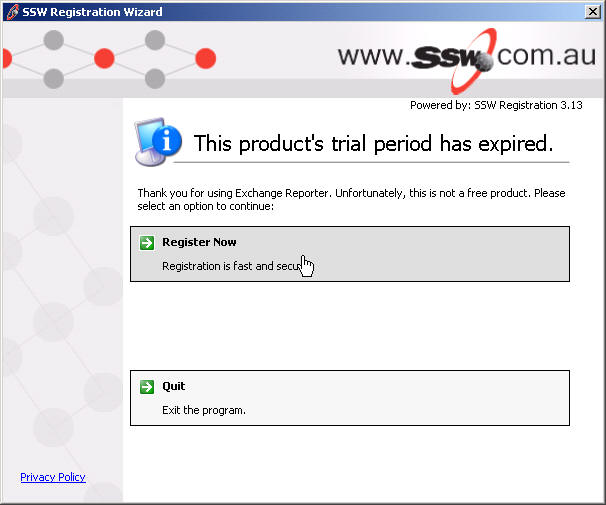 SSW Registration Wizard
www.SSW.com.au
Powered by: SSW Registration 3.13
This product's trial period has expired.
Thank you for using Exchange Reporter. Unfortunately, this is not a free product. Please
select an option to continue:
Register Now
Registration is fast and secu
Quit
Exit the program.
Privacy Policy